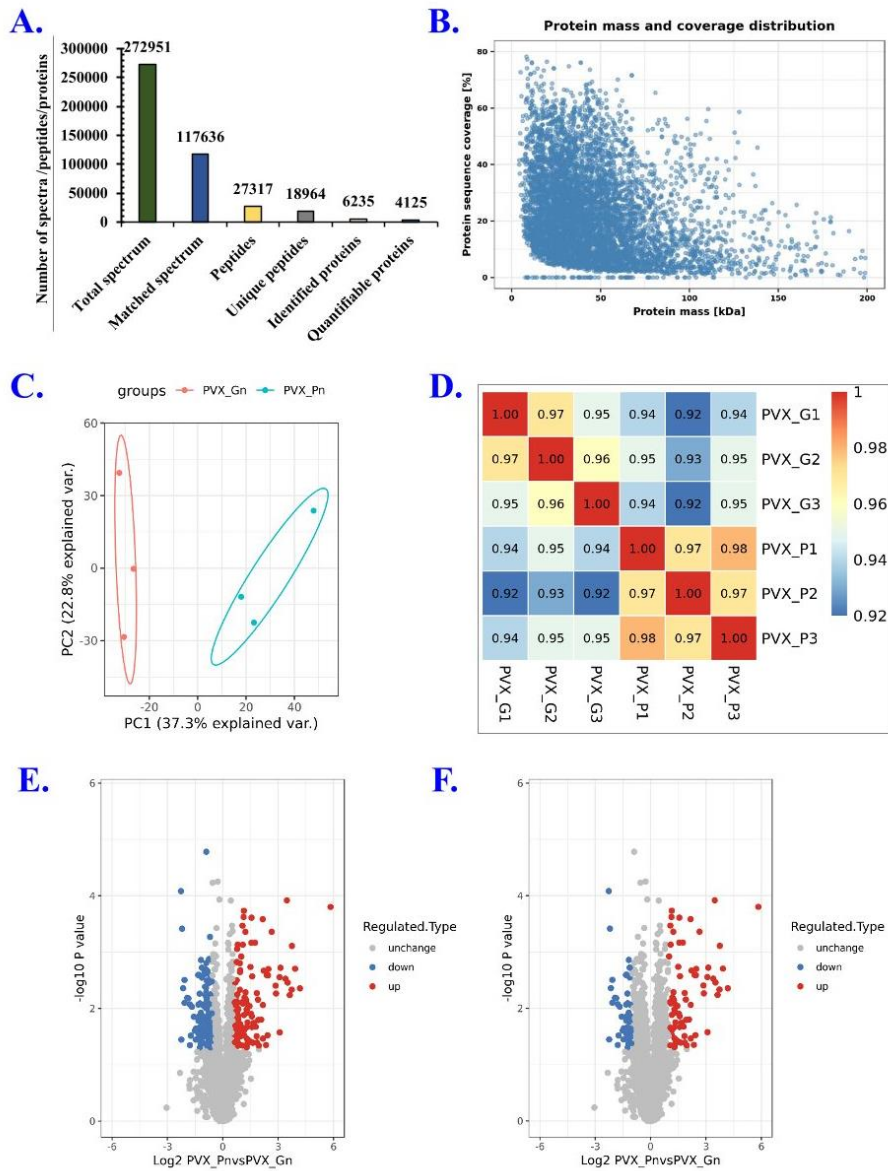 A.
Number of spectra /peptides/proteins
300000
250000
200000
150000
100000
50000
0
272951
117636
27317
18964
6235
4125
Total spectrum
Matched spectrum
Peptides
Unique peptides
Identified proteins
Quantifiable proteins
B.
Protein mass and coverage distribution
Protein sequence coverage [%]
80
60
40
20
0
0
50
100
150
200
Protein mass [kDa]
C.
groups PVX_Gn PVX_Pn
PC2 (22.8% explained var.)
60
30
0
-30
-20 0 20 40
PC1 (37.3% explained var.)
D.
1.00 0.97 0.95 0.94 0.92 0.94 PVX_G1
0.97 1.00 0.96 0.95 0.93 0.95 PVX_G2
0.95 0.96 1.00 0.94 0.92 0.95 PVX_G3
0.94 0.95 0.94 1.00 0.97 0.98 PVX_P1
0.92 0.93 0.92 0.97 1.00 0.97 PVX_P2
0.94 0.95 0.95 0.98 0.97 1.00 PVX_P3
PVX_G1
PVX_G2
PVX_G3
PVX_P1
PVX_P2
PVX_P3
1
0.98
0.96
0.94
0.92
E.
-log10 P value
6
4
2
0
-6 -3 0 3 6
Log2 PVX_PnvsPVX_Gn
Regulated.Type
unchange
down
up
F.
-log10 P value
6
4
2
0
-6 -3 0 3 6
Log2 PVX_PnvsPVX_Gn
Regulated.Type
unchange
down
up